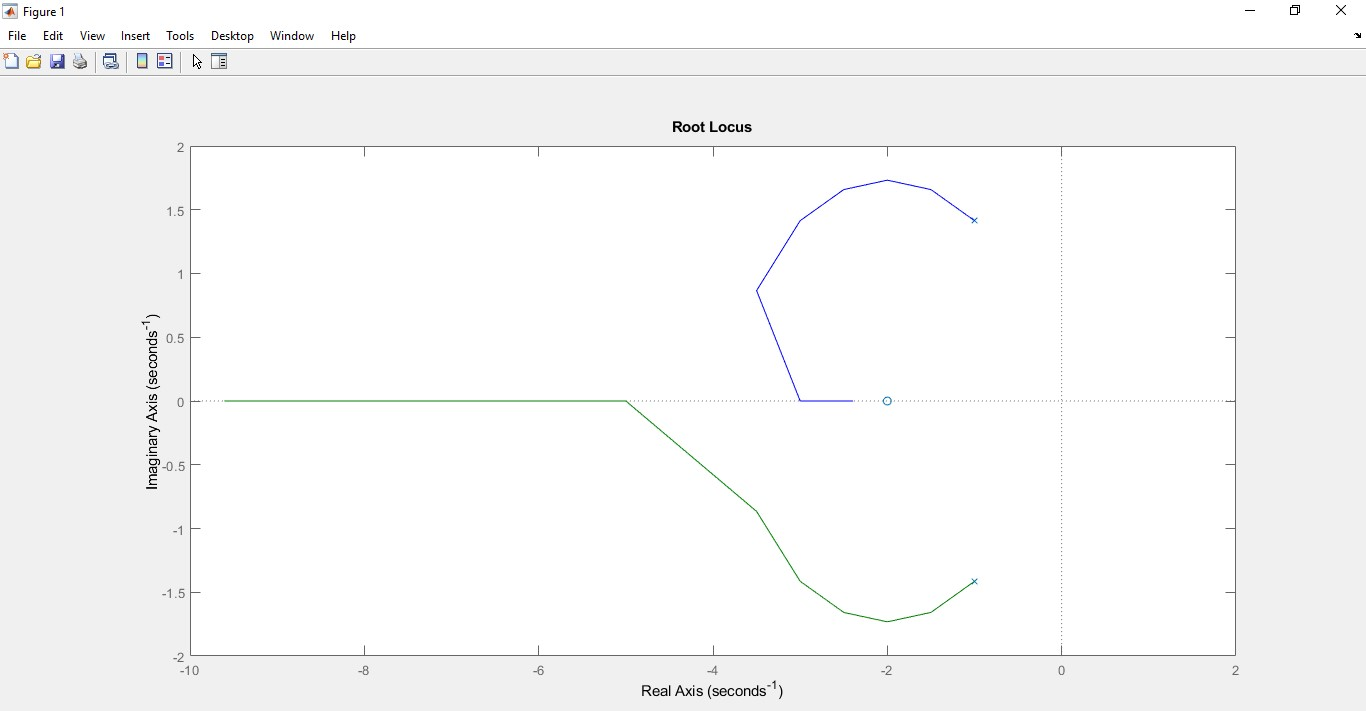 Figure 1
File Edit View Insert Tools Desktop Window Help
Root Locus
2
1.5
1
0.5
0
-0.5
-1
-1.5
-2
Imaginary Axis (seconds⁻¹)
-10 -8 -6 -4 -2 0 2
Real Axis (seconds⁻¹)